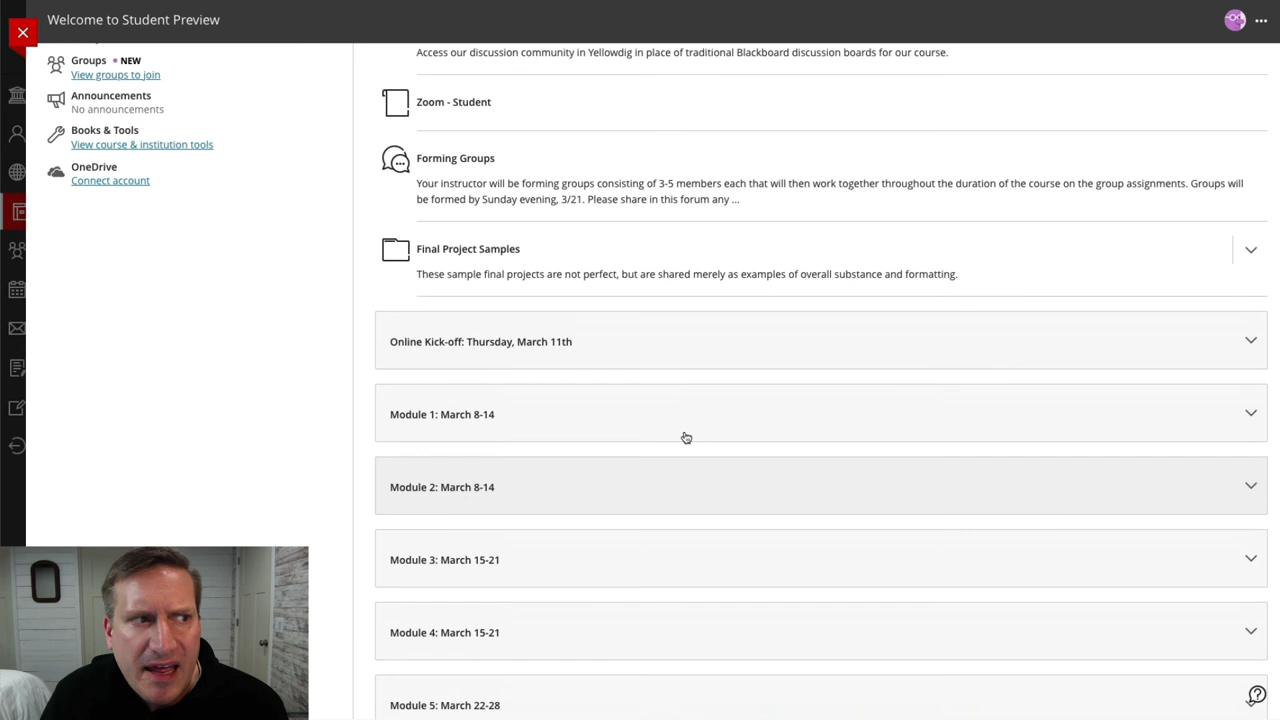 Welcome to Student Preview
Groups • NEW
View groups to join
Announcements
No announcements
Books & Tools
View course & institution tools
OneDrive
Connect account
Access our discussion community in Yellowdig in place of traditional Blackboard discussion boards for our course.
Zoom - Student
Forming Groups
Your instructor will be forming groups consisting of 3-5 members each that will then work together throughout the duration of the course on the group assignments. Groups will
be formed by Sunday evening, 3/21. Please share in this forum any ...
Final Project Samples
These sample final projects are not perfect, but are shared merely as examples of overall substance and formatting.
Online Kick-off: Thursday, March 11th
Module 1: March 8-14
Module 2: March 8-14
Module 3: March 15-21
Module 4: March 15-21
Module 5: March 22-28